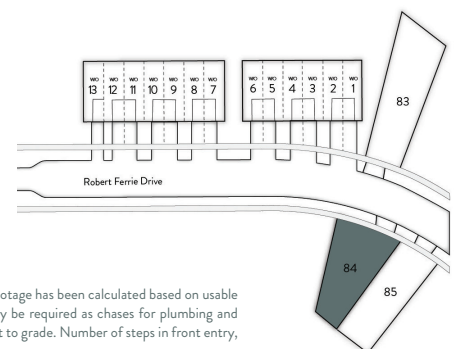 WO WO WO WO WO WO WO WO WO WO WO WO WO
13 12 11 10 9 8 7 6 5 4 3 2 1
83
Robert Ferrie Drive
84
85
otage has been calculated based on usable
y be required as chases for plumbing and
t to grade. Number of steps in front entry,